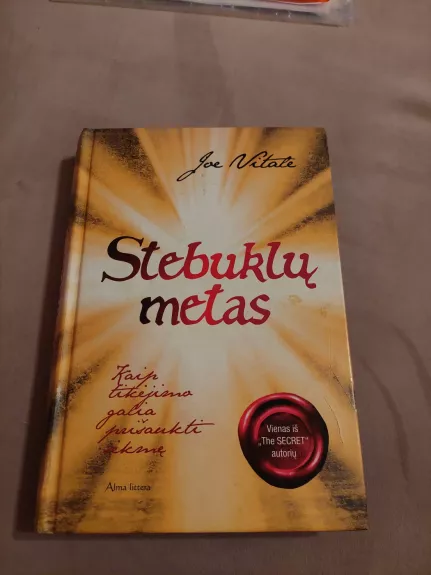 Joe Vitale
Stebuklų
metas
Kaip
tikėjimo
galia
prišaukti
sėkmę
Vienas iš
„The SECRET“
autorių
Alma littera